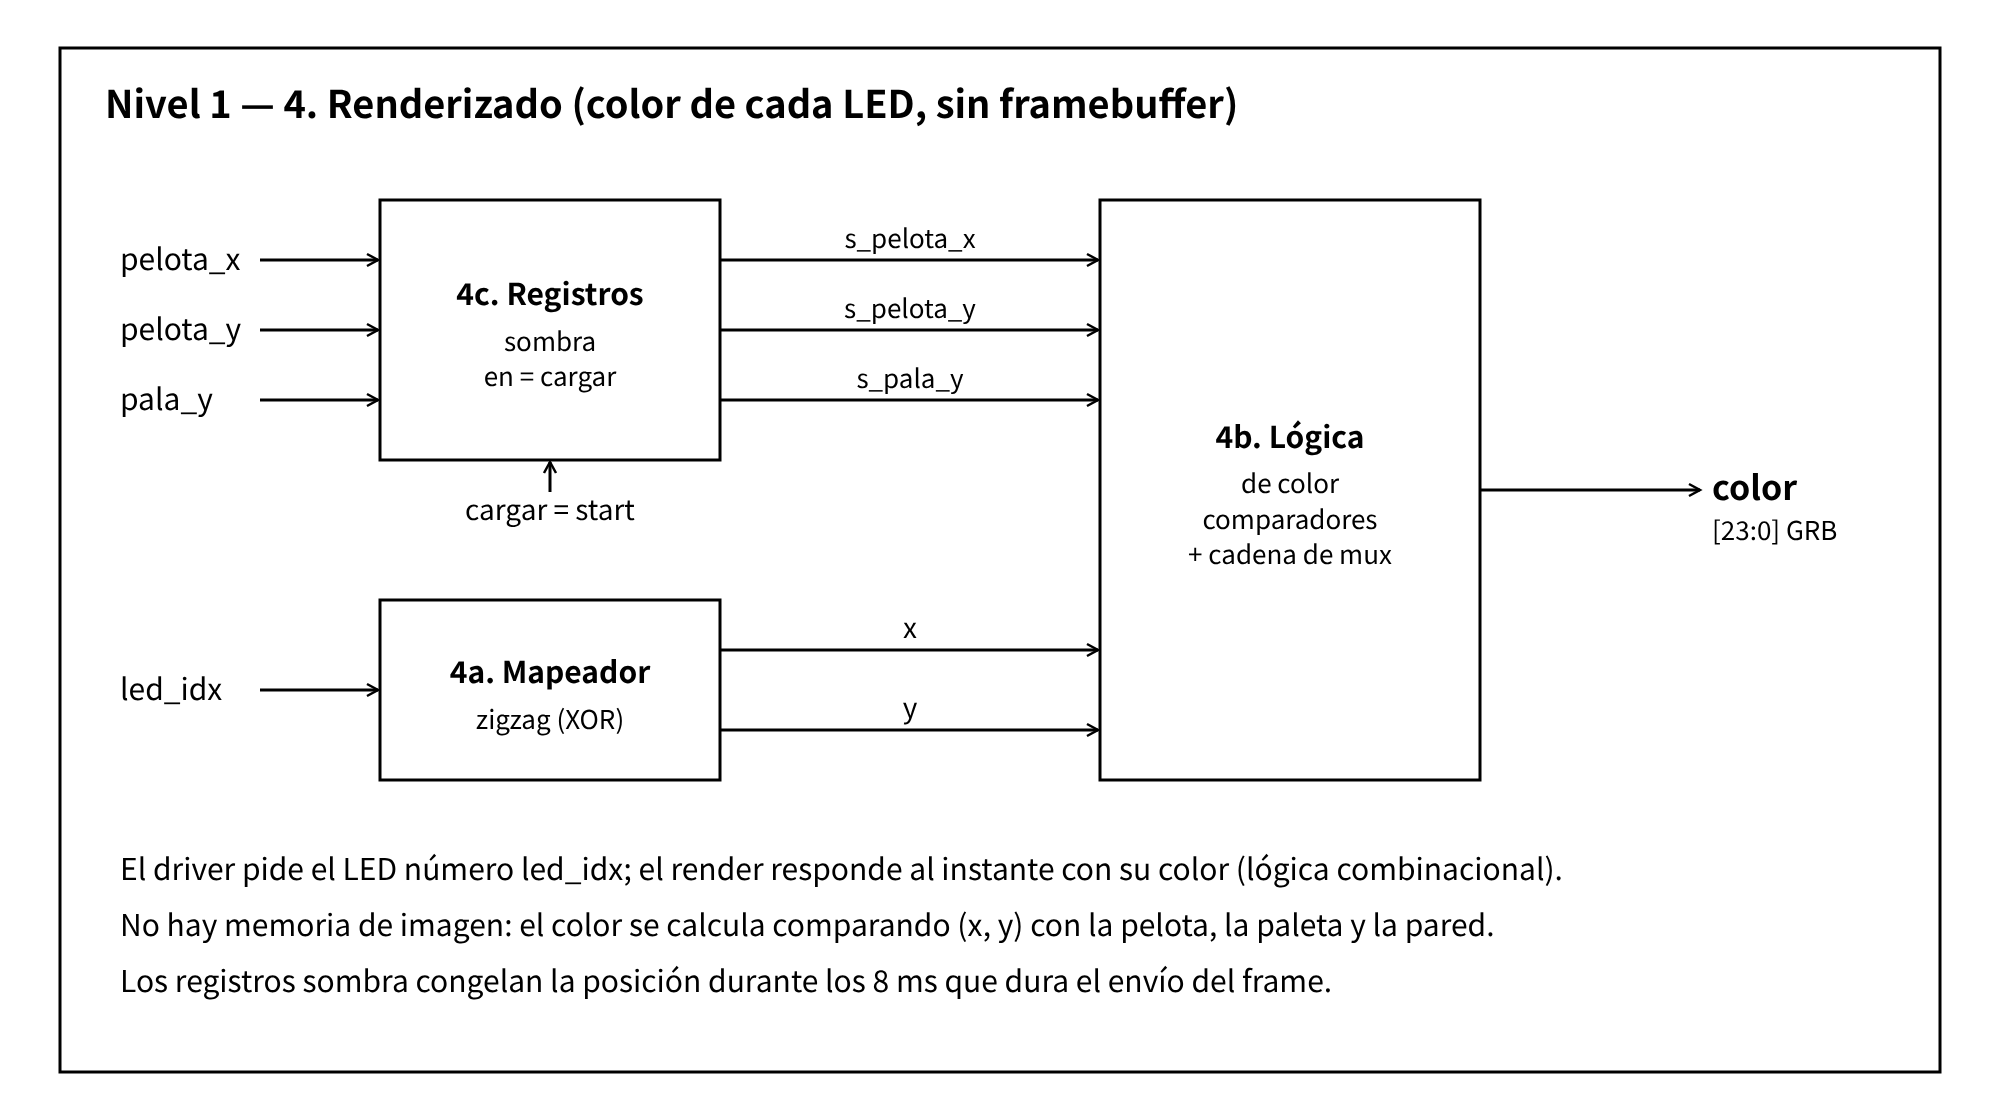 Nivel 1 — 4. Renderizado (color de cada LED, sin framebuffer)
pelota_x
pelota_y
pala_y
4c. Registros
sombra
en = cargar
cargar = start
s_pelota_x
s_pelota_y
s_pala_y
led_idx
4a. Mapeador
zigzag (XOR)
x
y
4b. Lógica
de color
comparadores
+ cadena de mux
color
[23:0] GRB
El driver pide el LED número led_idx; el render responde al instante con su color (lógica combinacional).
No hay memoria de imagen: el color se calcula comparando (x, y) con la pelota, la paleta y la pared.
Los registros sombra congelan la posición durante los 8 ms que dura el envío del frame.